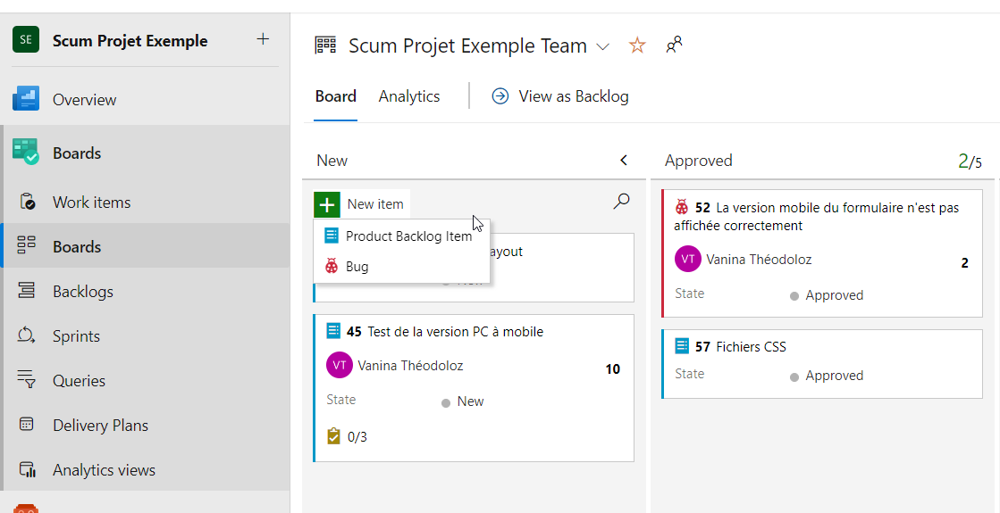 SE Scum Projet Exemple
Overview
Boards
Work items
Boards
Backlogs
Sprints
Queries
Delivery Plans
Analytics views
Scum Projet Exemple Team
Board Analytics View as Backlog
New
New item
Product Backlog Item
Bug
ayout
45 Test de la version PC à mobile
VT Vanina Théodoloz
10
State New
0/3
Approved 2/5
52 La version mobile du formulaire n'est pas
affichée correctement
VT Vanina Théodoloz
2
State Approved
57 Fichiers CSS
State Approved